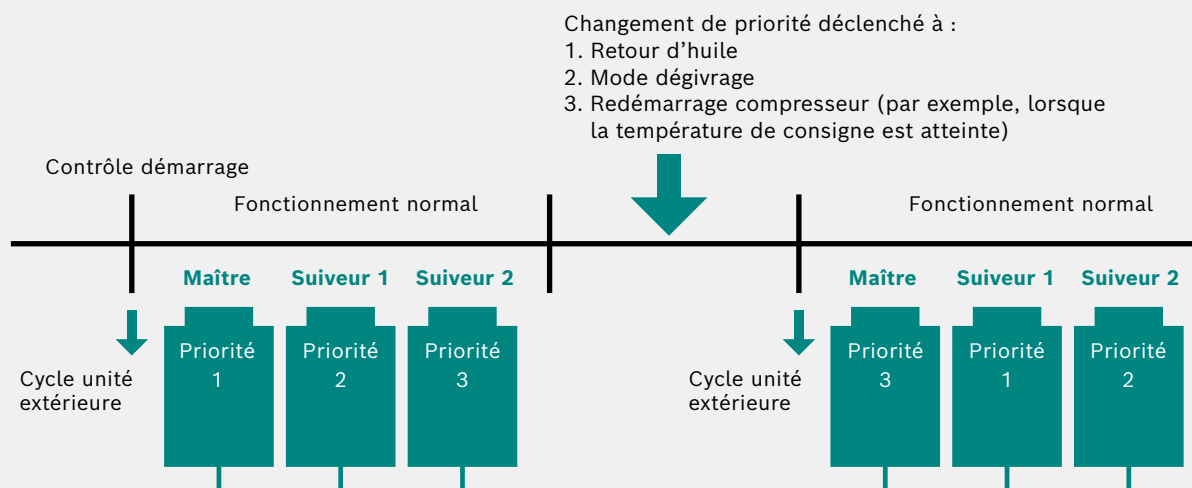 Changement de priorité déclenché à :
1. Retour d’huile
2. Mode dégivrage
3. Redémarrage compresseur (par exemple, lorsque
la température de consigne est atteinte)
Contrôle démarrage
Fonctionnement normal
Fonctionnement normal
Maître
Suiveur 1
Suiveur 2
Priorité
1
Priorité
2
Priorité
3
Cycle unité
extérieure
Maître
Suiveur 1
Suiveur 2
Priorité
3
Priorité
1
Priorité
2
Cycle unité
extérieure